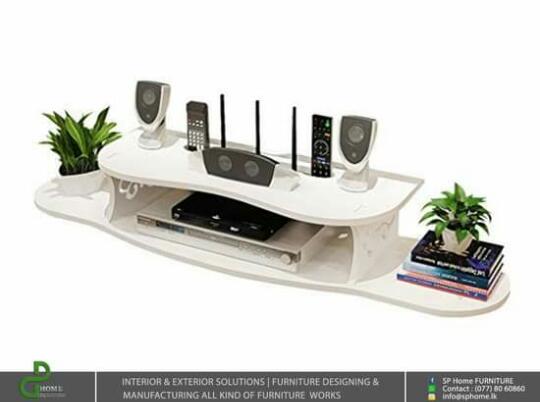 P HOME
INTERIOR & EXTERIOR SOLUTIONS | FURNITURE DESIGNING &
MANUFACTURING ALL KIND OF FURNITURE WORKS
SP Home FURNITURE
Contact : (077) 80 60860
info@sphome.lk